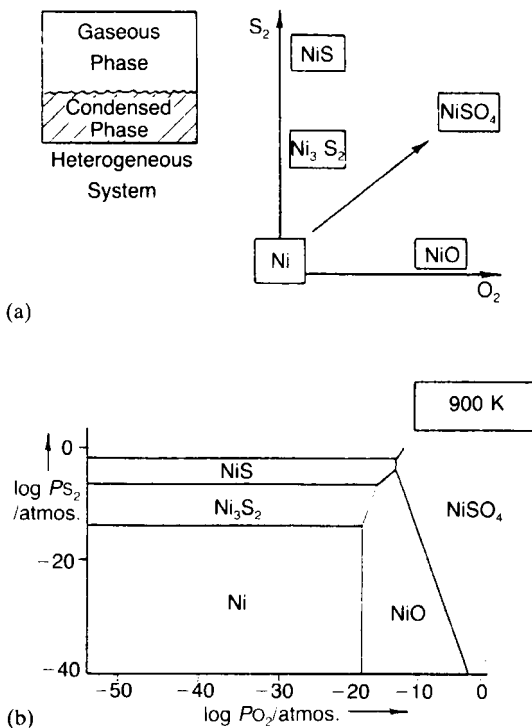 Gaseous
Phase
Condensed
Phase
Heterogeneous
System
S₂
NiS
NiSO₄
Ni₃ S₂
Ni
NiO
O₂
(a)
900 K
0
log PS₂
/atmos.
NiS
Ni₃S₂
NiSO₄
−20
Ni
NiO
−40
−50 −40 −30 −20 −10 0
log PO₂/atmos.
(b)